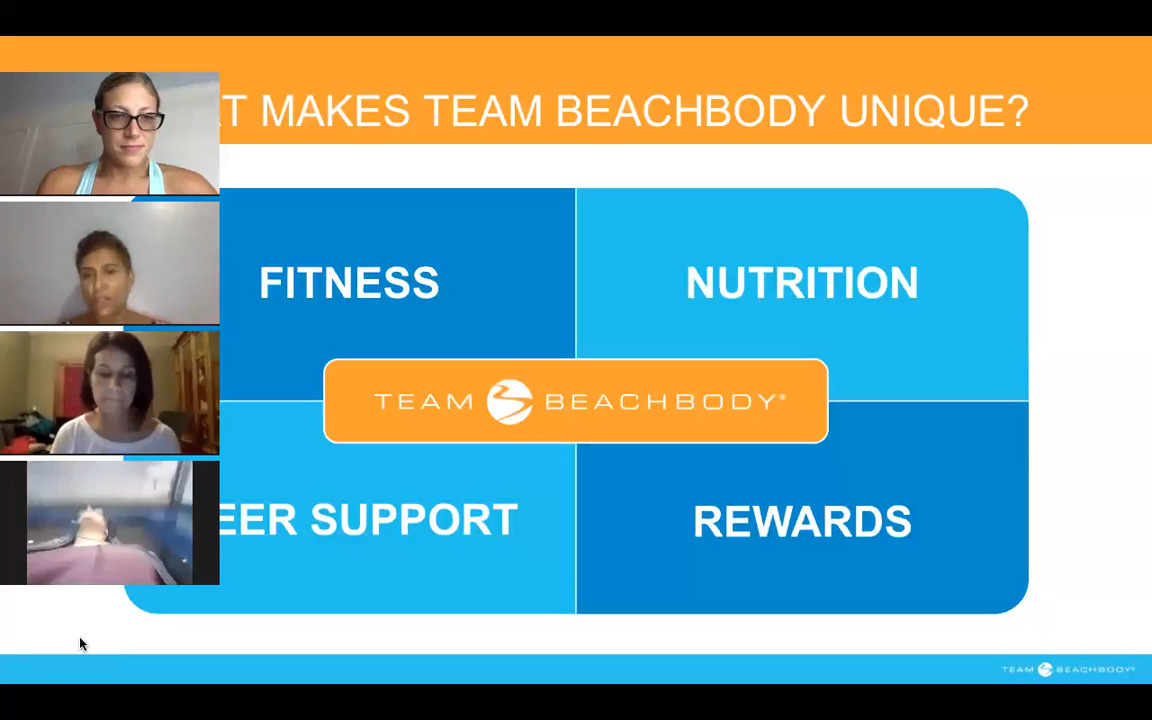 T MAKES TEAM BEACHBODY UNIQUE?
FITNESS
NUTRITION
TEAM BEACHBODY®
EER SUPPORT
REWARDS
TEAM BEACHBODY®